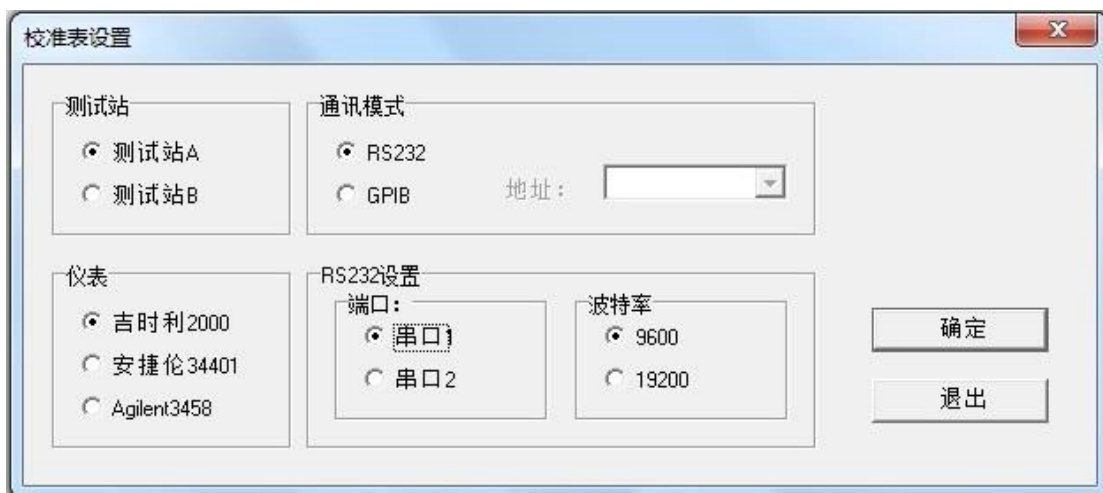 校准表设置
测试站
测试站A
测试站B
通讯模式
RS232
GPIB
地址:
仪表
吉时利2000
安捷伦34401
Agilent3458
RS232设置
端口:
串口1
串口2
波特率
9600
19200
确定
退出